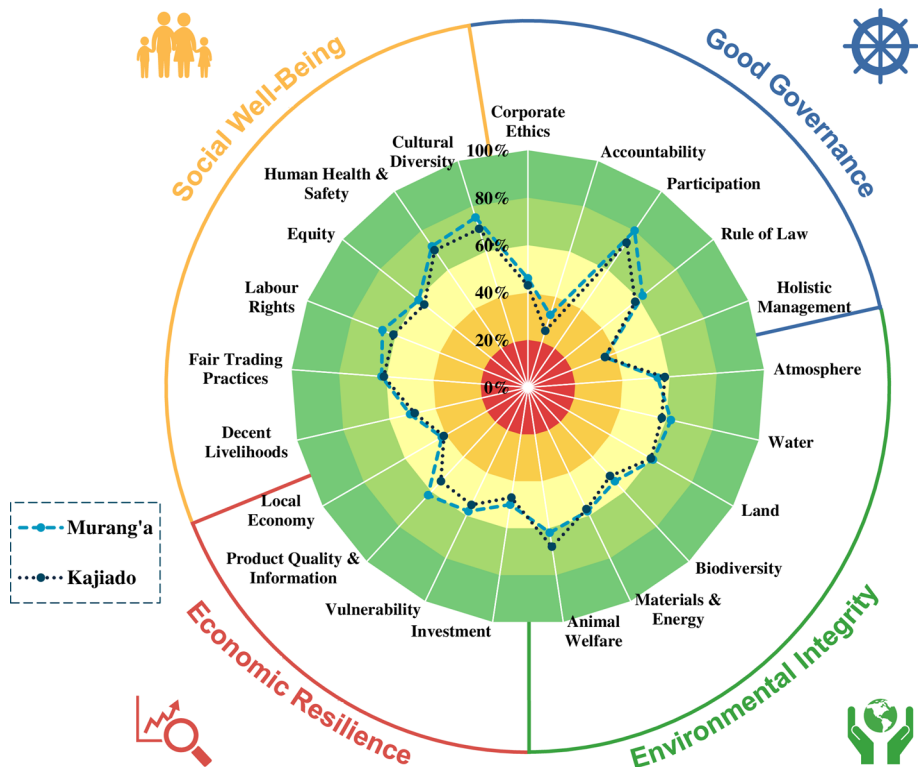 Social Well-Being
Good Governance
Corporate
Ethics
Accountability
Participation
Rule of Law
Holistic
Management
Atmosphere
Water
Land
Biodiversity
Materials &
Energy
Animal
Welfare
Investment
Vulnerability
Product Quality &
Information
Local
Economy
Decent
Livelihoods
Fair Trading
Practices
Labour
Rights
Equity
Human Health &
Safety
Cultural
Diversity
100%
80%
60%
40%
20%
0%
Murang'a
Kajiado
Economic Resilience
Environmental Integrity